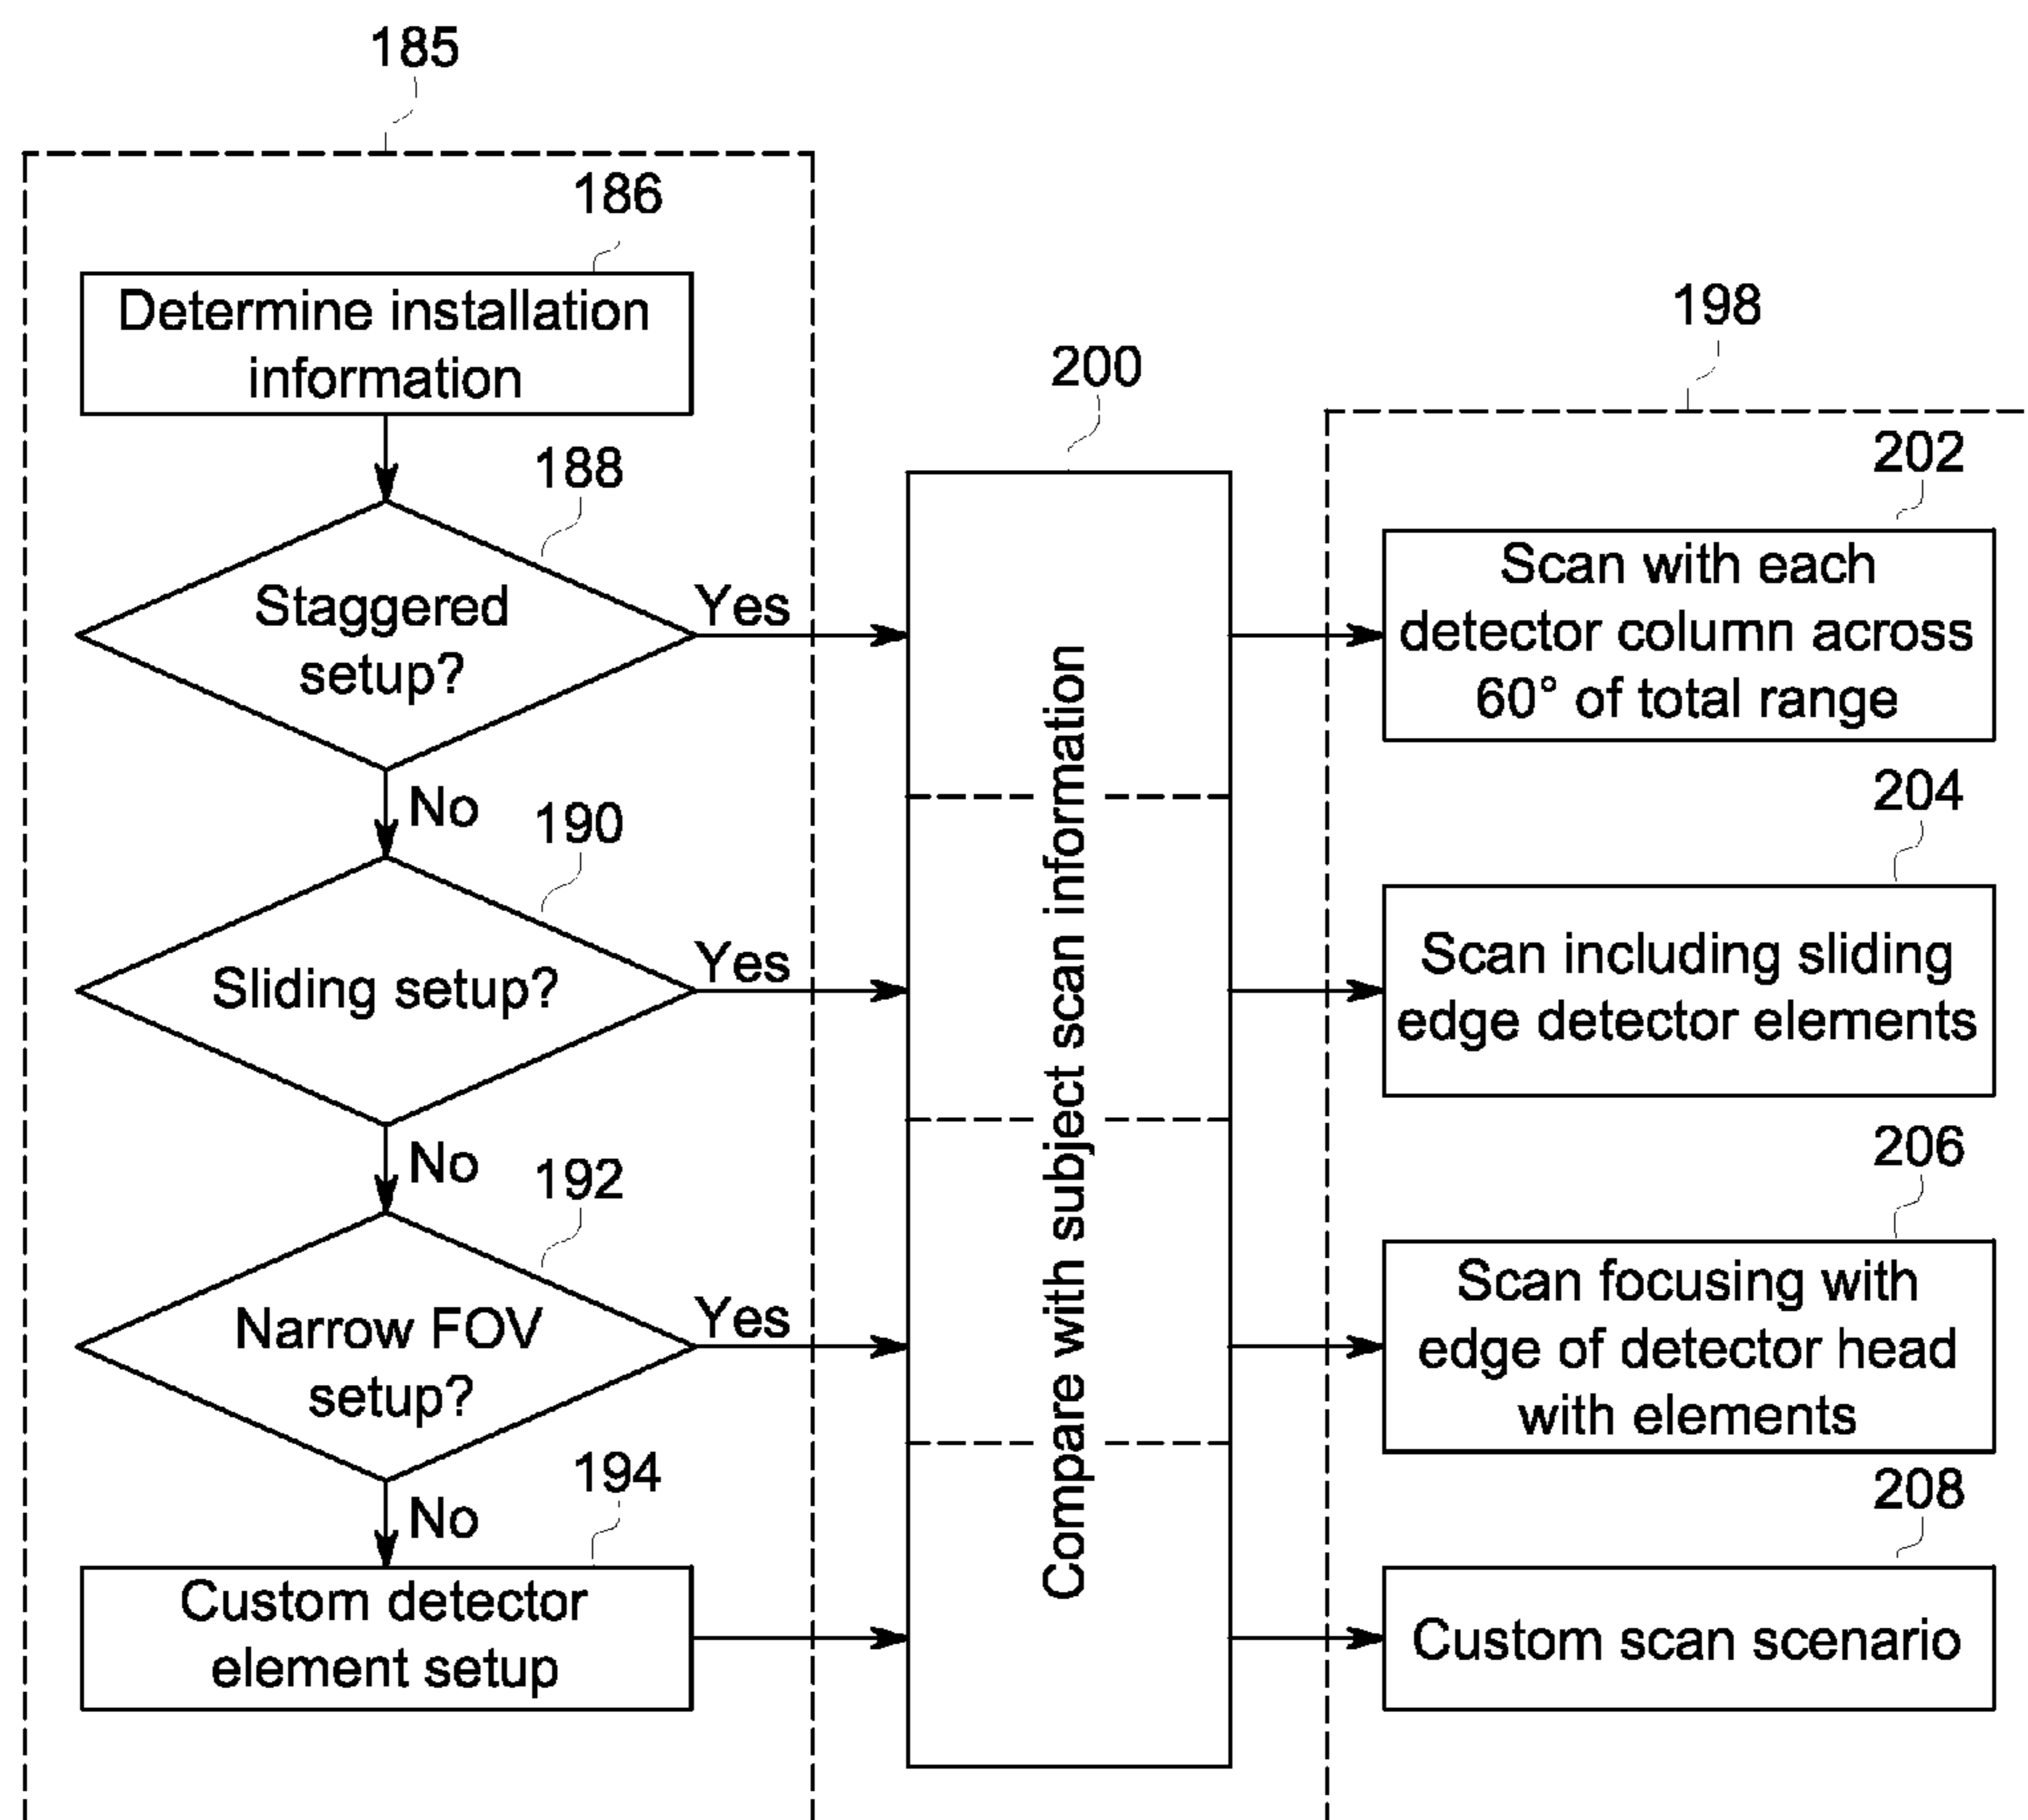 185
186
Determine installation
information
188
Staggered
setup?
Yes
No
190
Sliding setup?
Yes
No
192
Narrow FOV
setup?
Yes
No
194
Custom detector
element setup
200
Compare with subject scan information
198
202
Scan with each
detector column across
60° of total range
204
Scan including sliding
edge detector elements
206
Scan focusing with
edge of detector head
with elements
208
Custom scan scenario